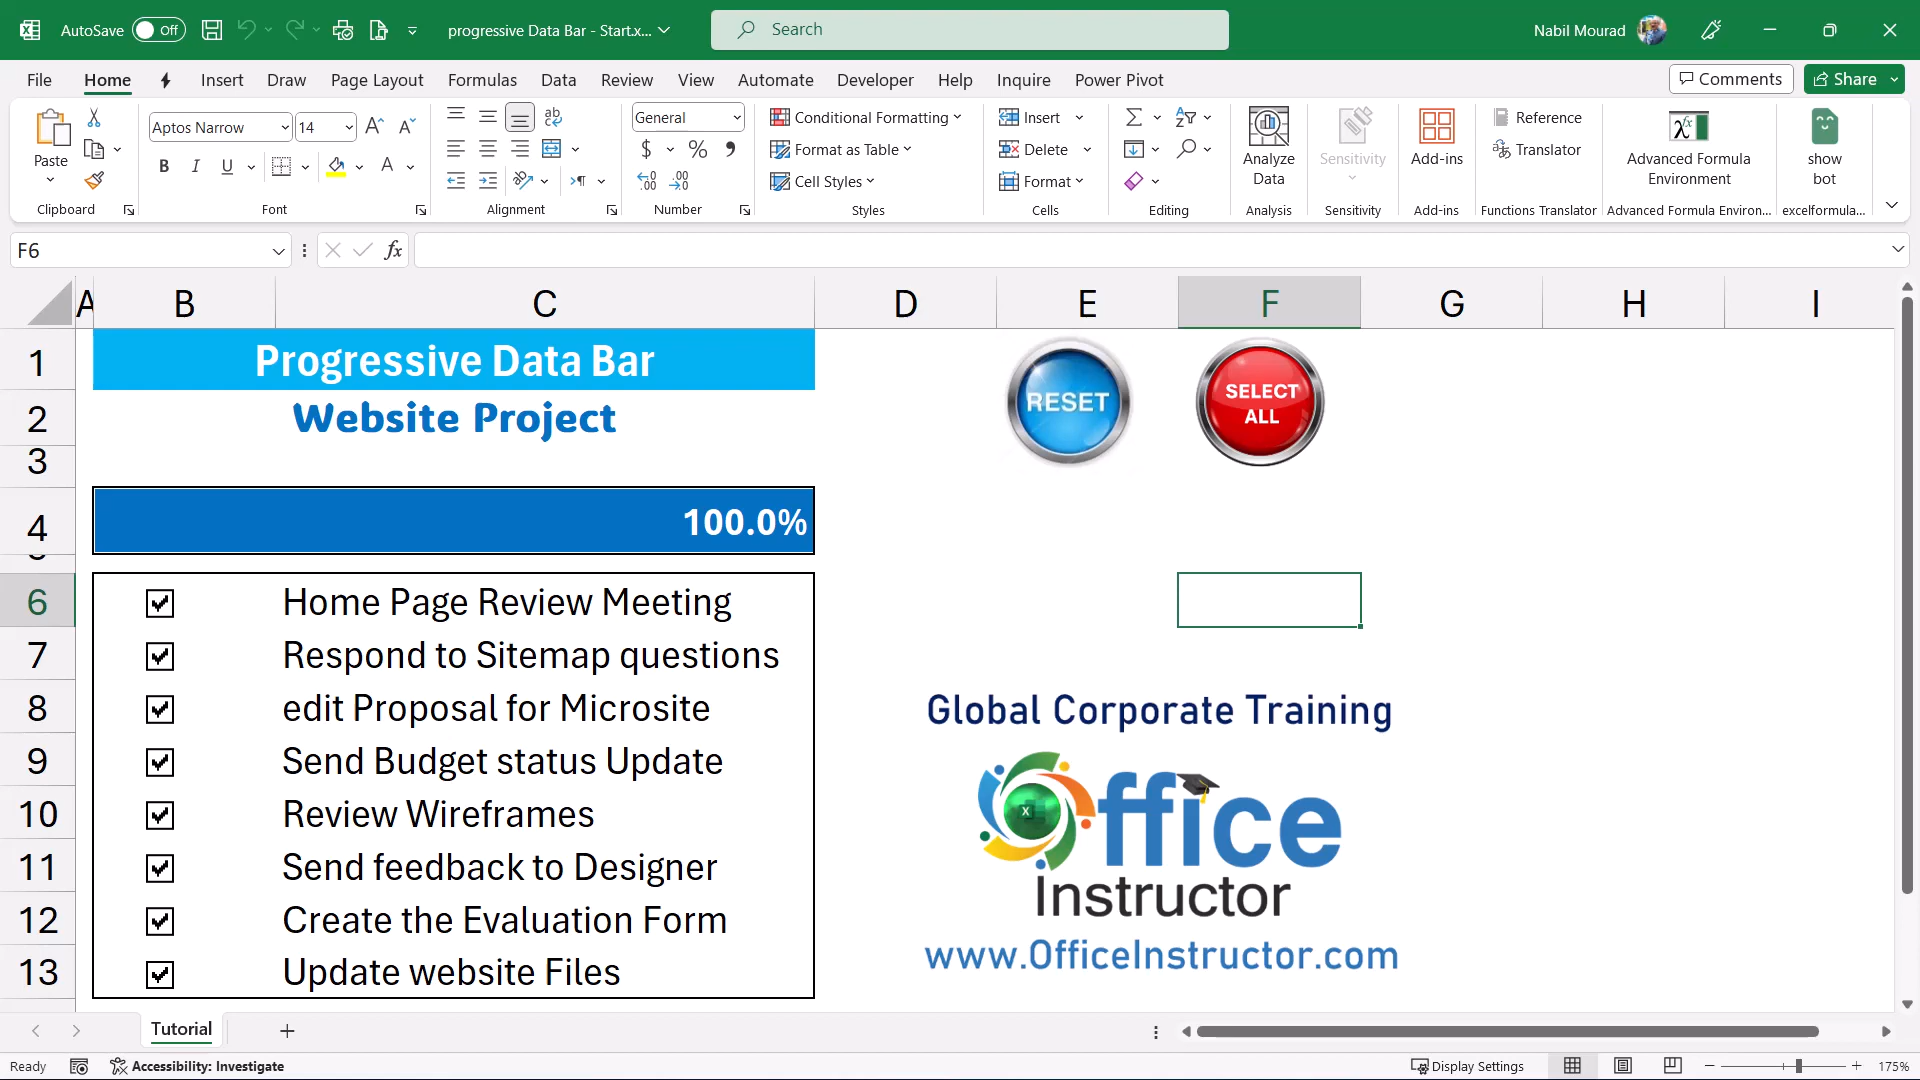 AutoSave Off progressive Data Bar - Start.x... Search Nabil Mourad
File Home Insert Draw Page Layout Formulas Data Review View Automate Developer Help Inquire Power Pivot Comments Share
Paste
Clipboard
Aptos Narrow 14
B I U A
Font
ab
Alignment
General
$ % 9
Number
Conditional Formatting
Format as Table
Cell Styles
Styles
Insert
Delete
Format
Cells
Editing
Analyze Data
Analysis
Sensitivity
Sensitivity
Add-ins
Add-ins
Reference
Translator
Functions Translator
Advanced Formula Environment
Advanced Formula Environ...
show bot
excelformula...
F6 fx
A B C D E F G H I
1 Progressive Data Bar
RESET
SELECT ALL
2 Website Project
3
4 100.0%
6 Home Page Review Meeting
7 Respond to Sitemap questions
8 edit Proposal for Microsite
9 Send Budget status Update
10 Review Wireframes
11 Send feedback to Designer
12 Create the Evaluation Form
13 Update website Files
Global Corporate Training
Office
Instructor
www.OfficeInstructor.com
Tutorial
Ready Accessibility: Investigate Display Settings 175%